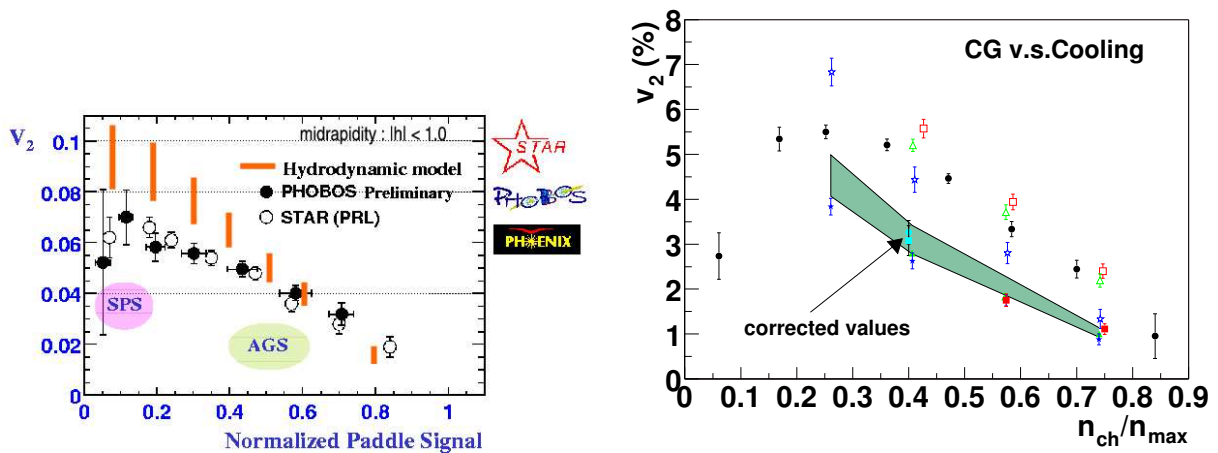 V2
0.1
0.08
0.06
0.04
0.02
0
midrapidity : |h| < 1.0
Hydrodynamic model
PHOBOS Preliminary
STAR (PRL)
SPS
AGS
0
0.2
0.4
0.6
0.8
1
Normalized Paddle Signal
STAR
PHOBOS
PHENIX
v2 (%)
8
7
6
5
4
3
2
1
0
CG v.s.Cooling
corrected values
0
0.1
0.2
0.3
0.4
0.5
0.6
0.7
0.8
0.9
nch/nmax